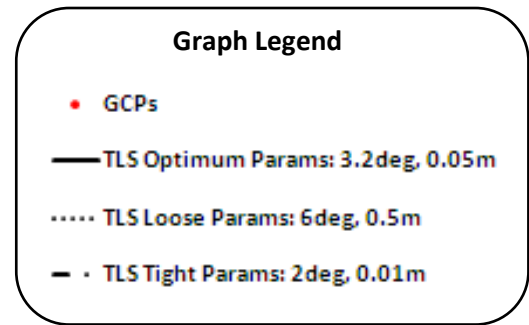 Graph Legend
GCPs
TLS Optimum Params: 3.2deg, 0.05m
TLS Loose Params: 6deg, 0.5m
TLS Tight Params: 2deg, 0.01m